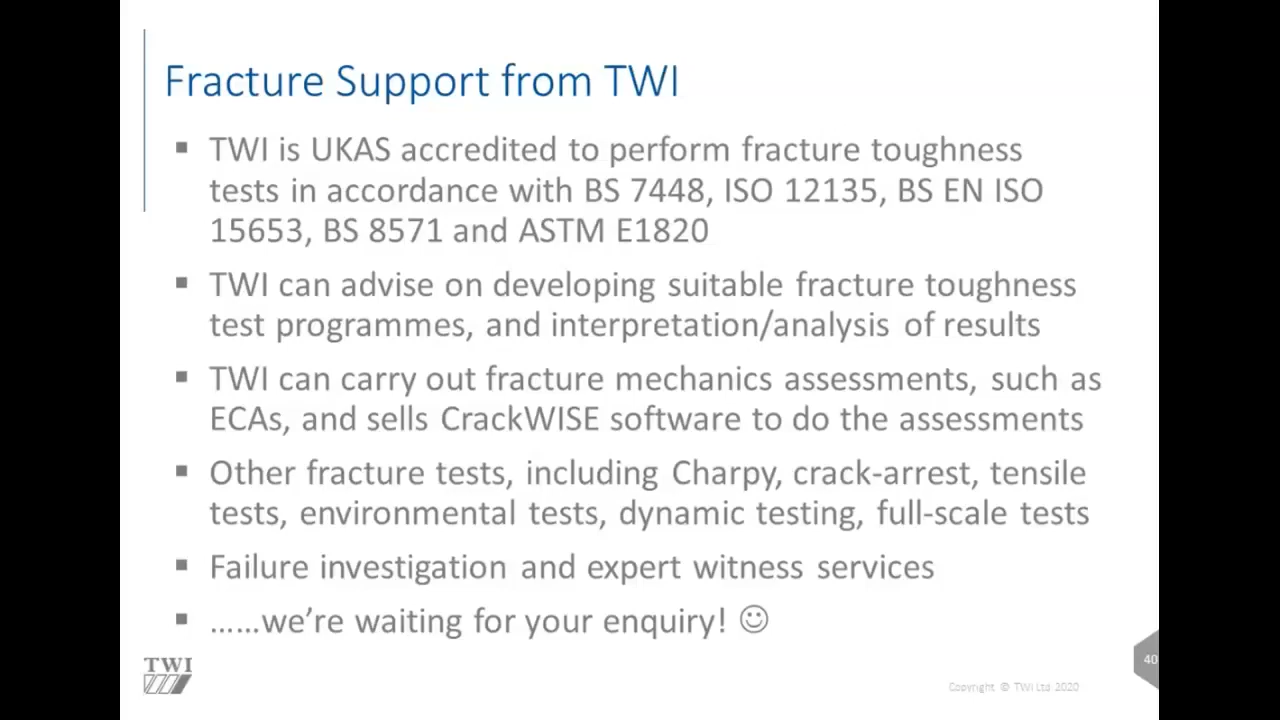 Fracture Support from TWI
▪ TWI is UKAS accredited to perform fracture toughness
tests in accordance with BS 7448, ISO 12135, BS EN ISO
15653, BS 8571 and ASTM E1820
▪ TWI can advise on developing suitable fracture toughness
test programmes, and interpretation/analysis of results
▪ TWI can carry out fracture mechanics assessments, such as
ECAs, and sells CrackWISE software to do the assessments
▪ Other fracture tests, including Charpy, crack-arrest, tensile
tests, environmental tests, dynamic testing, full-scale tests
▪ Failure investigation and expert witness services
▪ ……we’re waiting for your enquiry! ☺
TWI
40
Copyright © TWI Ltd 2020